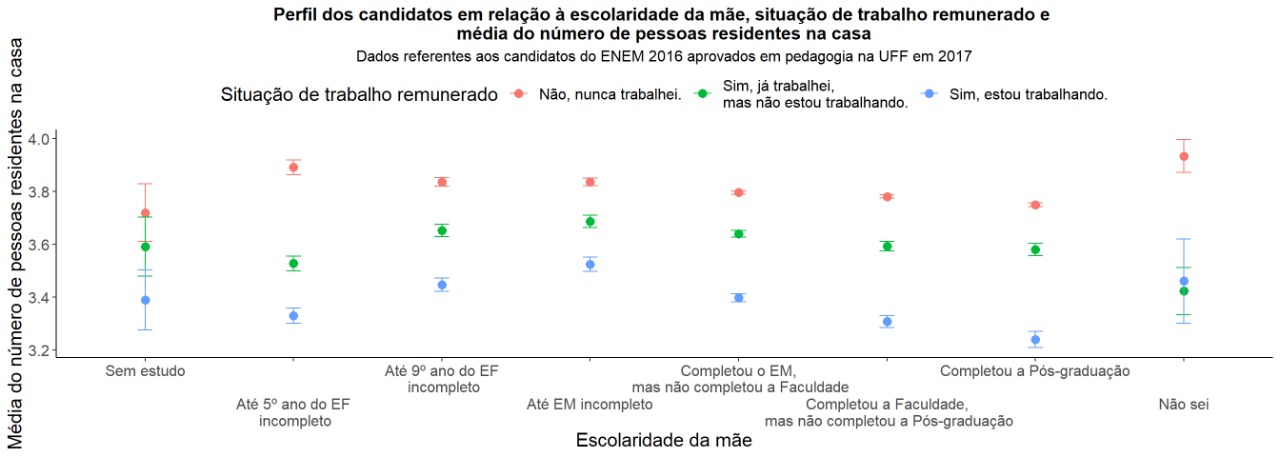 Perfil dos candidatos em relação à escolaridade da mãe, situação de trabalho remunerado e
média do número de pessoas residentes na casa
Dados referentes aos candidatos do ENEM 2016 aprovados em pedagogia na UFF em 2017
Situação de trabalho remunerado
Não, nunca trabalhei.
Sim, já trabalhei,
mas não estou trabalhando.
Sim, estou trabalhando.
Média do número de pessoas residentes na casa
4.0
3.8
3.6
3.4
3.2
Sem estudo
Até 5º ano do EF
incompleto
Até 9º ano do EF
incompleto
Até EM incompleto
Completou o EM,
mas não completou a Faculdade
Completou a Faculdade,
mas não completou a Pós-graduação
Completou a Pós-graduação
Não sei
Escolaridade da mãe